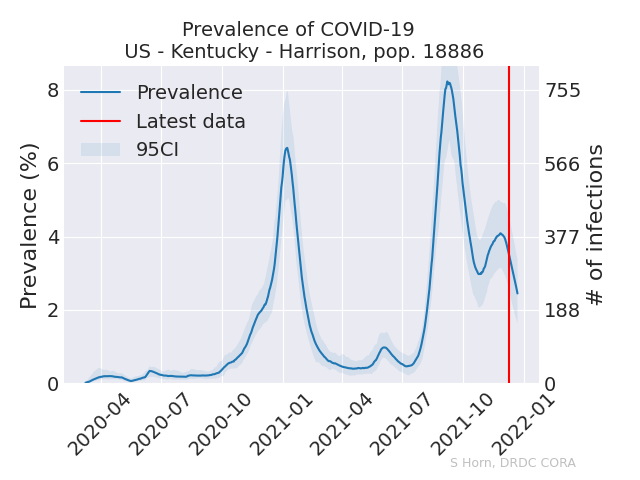 Prevalence of COVID-19
US - Kentucky - Harrison, pop. 18886
Prevalence
Latest data
95CI
Prevalence (%)
8
6
4
2
0
755
566
377
188
0
# of infections
2020-04
2020-07
2020-10
2021-01
2021-04
2021-07
2021-10
2022-01
S Horn, DRDC CORA